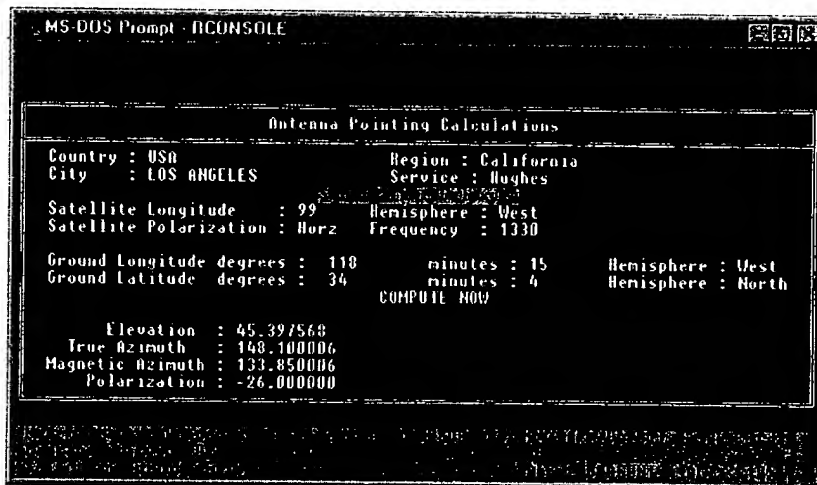 MS-DOS Prompt - RCONSOLE
Antenna Pointing Calculations
Country : USA Region : California
City : LOS ANGELES Service : Hughes
Satellite Longitude : 99 Hemisphere : West
Satellite Polarization : Horz Frequency : 1330
Ground Longitude degrees : 118 minutes : 15 Hemisphere : West
Ground Latitude degrees : 34 minutes : 4 Hemisphere : North
COMPUTE NOW
Elevation : 45.397568
True Azimuth : 148.100006
Magnetic Azimuth : 133.850006
Polarization : -26.000000